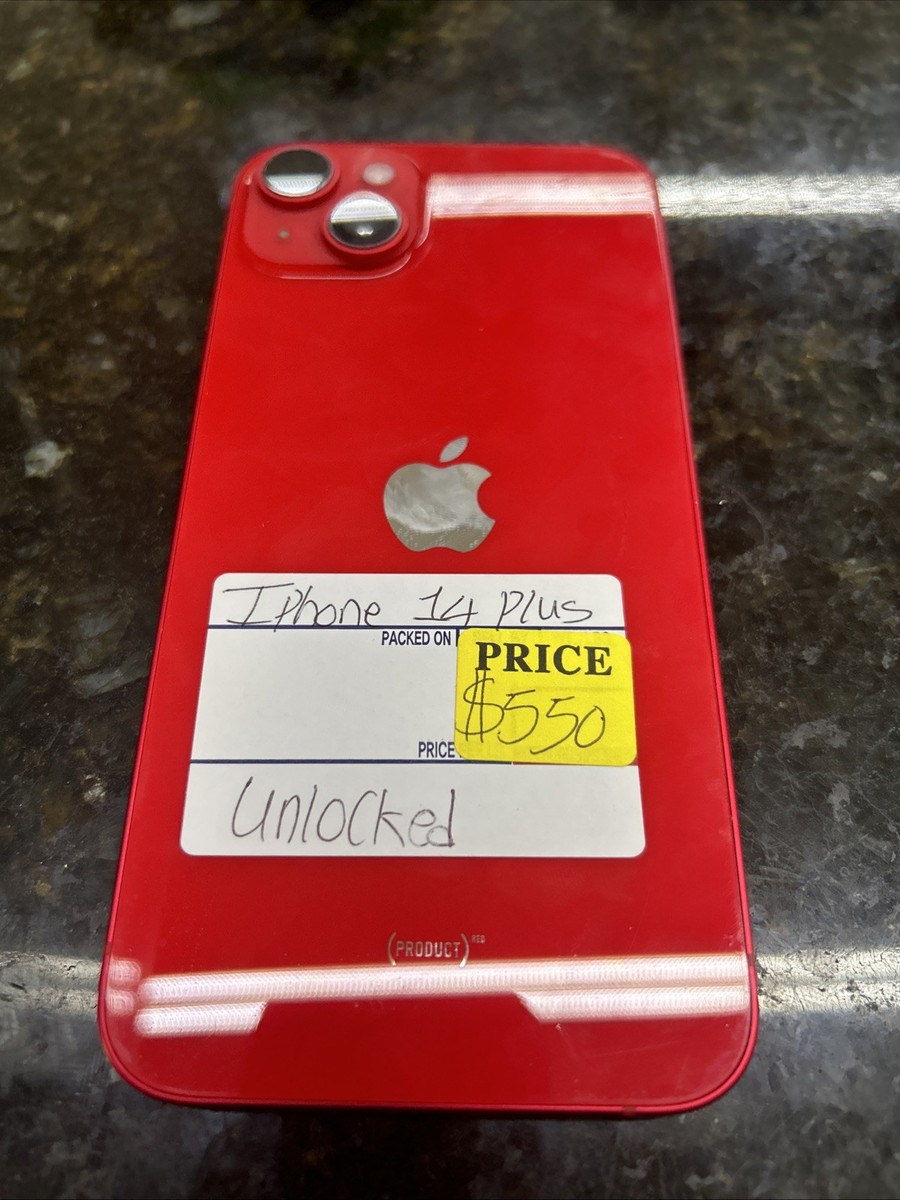 IPhone 14 Plus
PACKED ON
PRICE
$550
PRICE
Unlocked
(PRODUCT)RED